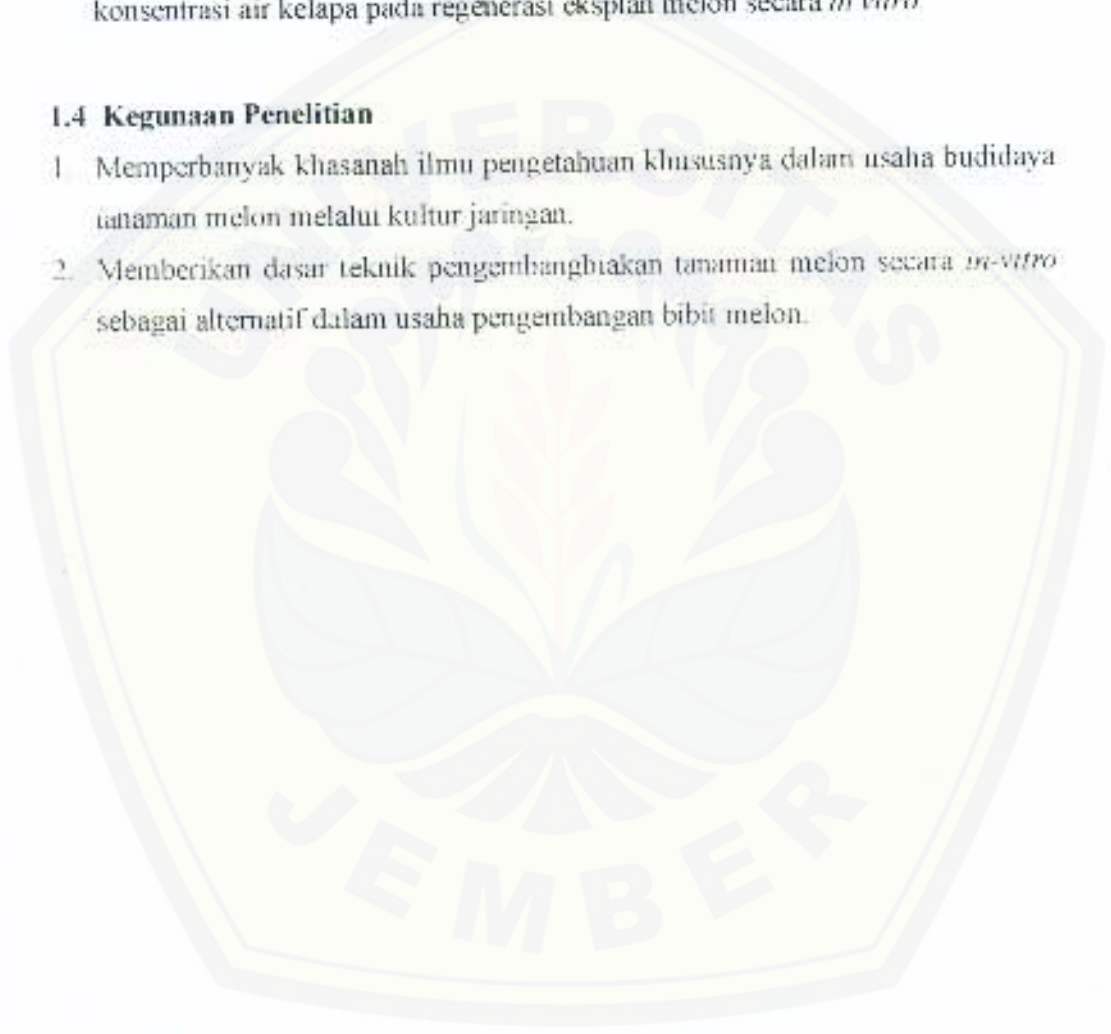 konsentrasi air kelapa pada regenerasi eksplan melon secara in vitro
1.4 Kegunaan Penelitian
1. Memperbanyak khasanah ilmu pengetahuan khususnya dalam usaha budidaya
tanaman melon melalui kultur jaringan.
2. Memberikan dasar teknik pengembangbiakan tanaman melon secara in-vitro
sebagai alternatif dalam usaha pengembangan bibit melon.
UNIVERSITAS
JEMBER